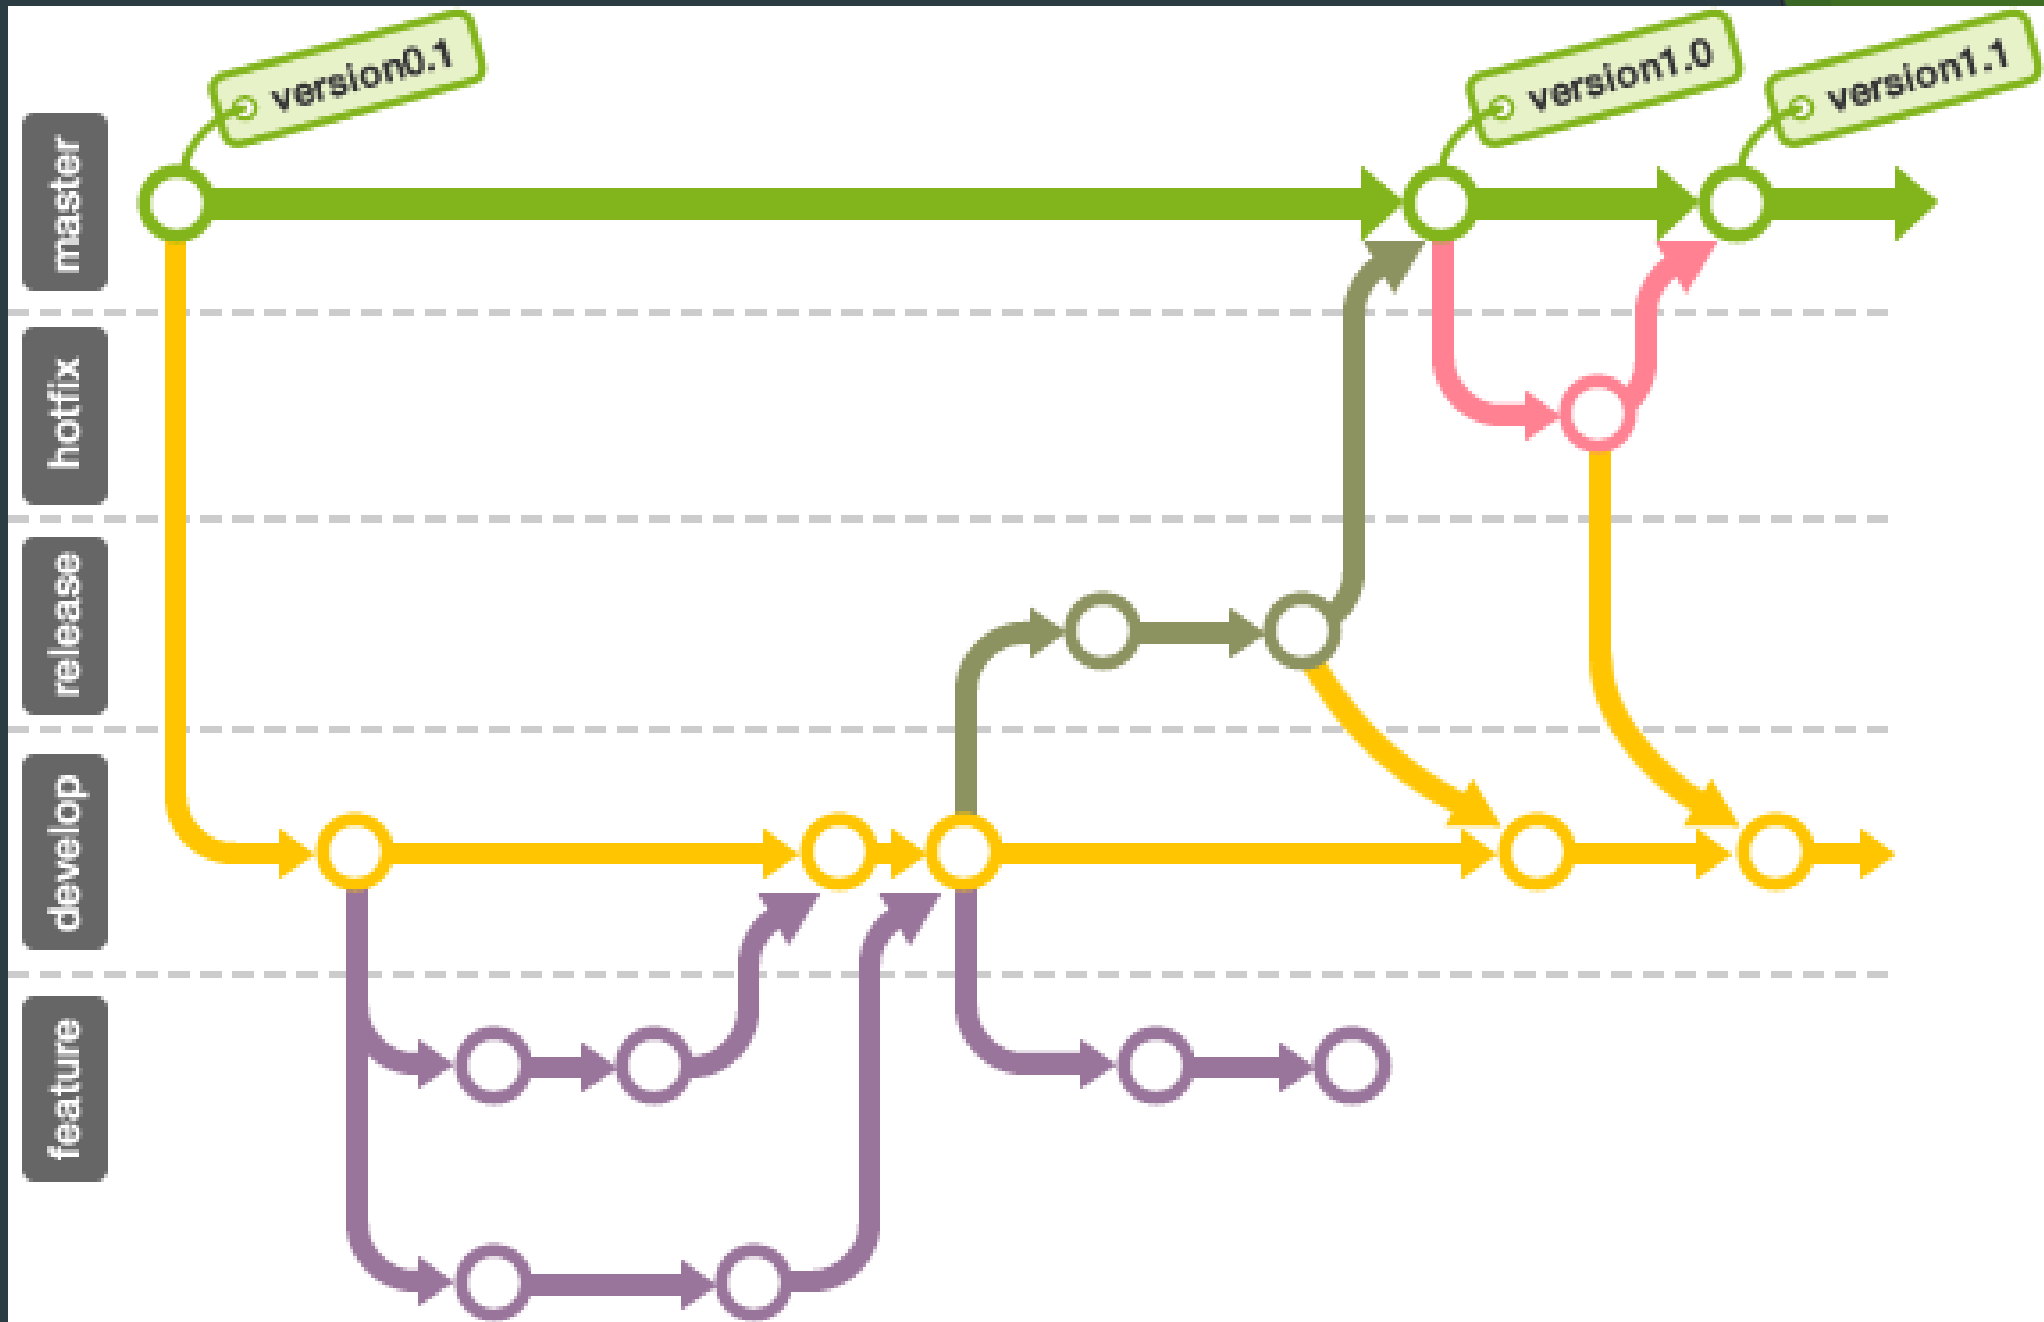 version0.1
version1.0
version1.1
master
hotfix
release
develop
feature